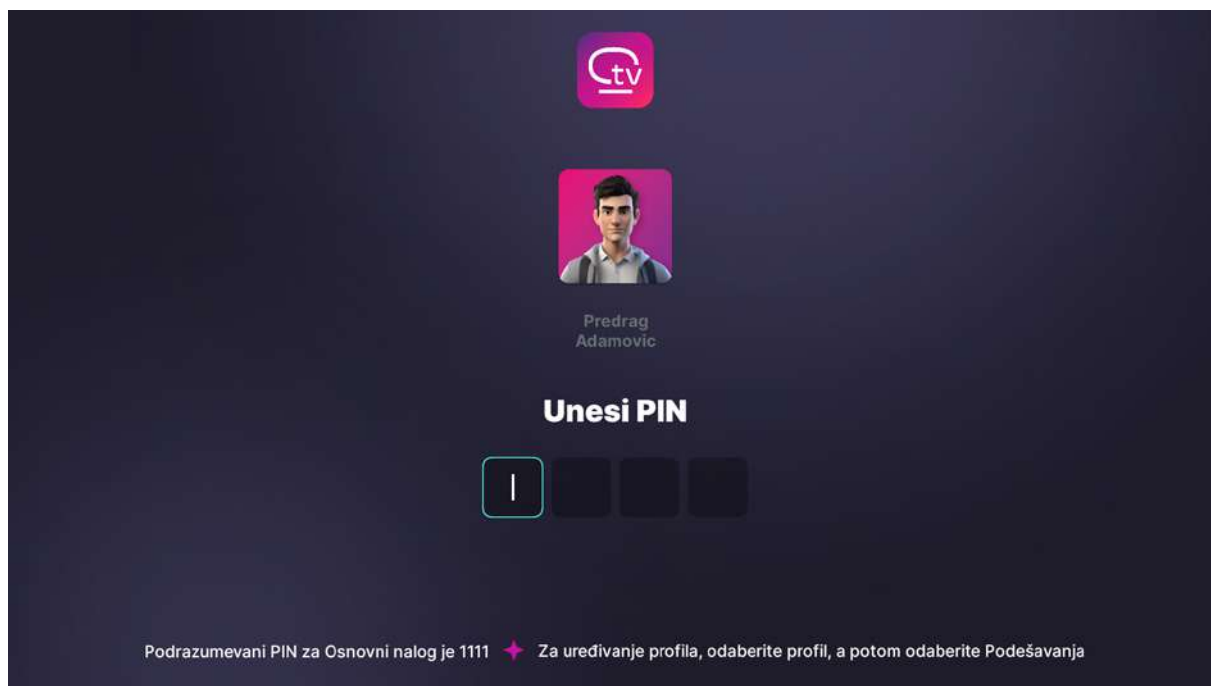 tv
Predrag
Adamovic
Unesi PIN
Podrazumevani PIN za Osnovni nalog je 1111 Za uređivanje profila, odaberite profil, a potom odaberite Podešavanja